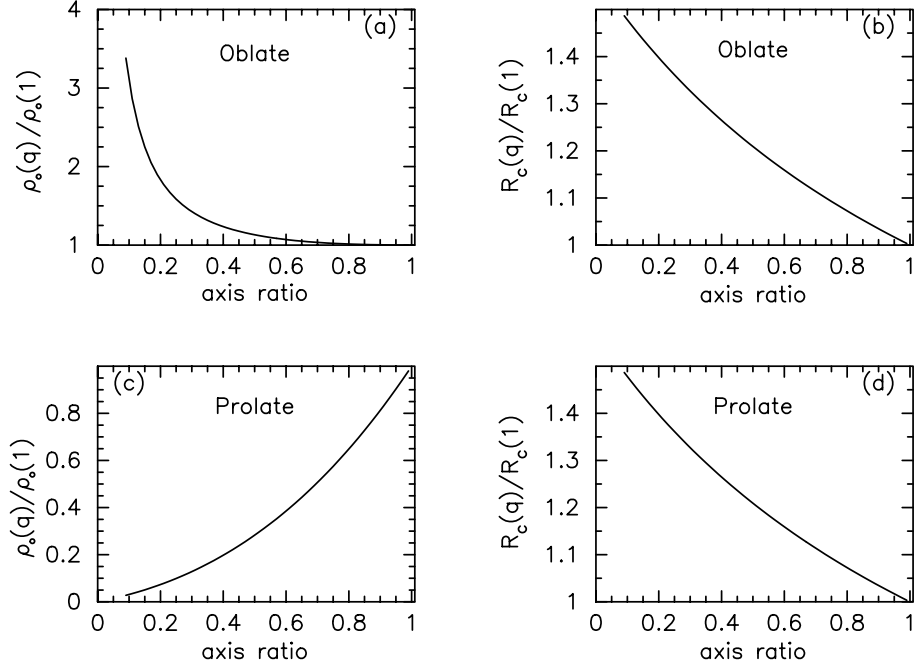 (a)
Oblate
4
3
2
1
ρₒ(q)/ρₒ(1)
0 0.2 0.4 0.6 0.8 1
axis ratio
(b)
Oblate
1.4
1.3
1.2
1.1
1
R_c(q)/R_c(1)
0 0.2 0.4 0.6 0.8 1
axis ratio
(c)
Prolate
0.8
0.6
0.4
0.2
0
ρₒ(q)/ρₒ(1)
0 0.2 0.4 0.6 0.8 1
axis ratio
(d)
Prolate
1.4
1.3
1.2
1.1
1
R_c(q)/R_c(1)
0 0.2 0.4 0.6 0.8 1
axis ratio